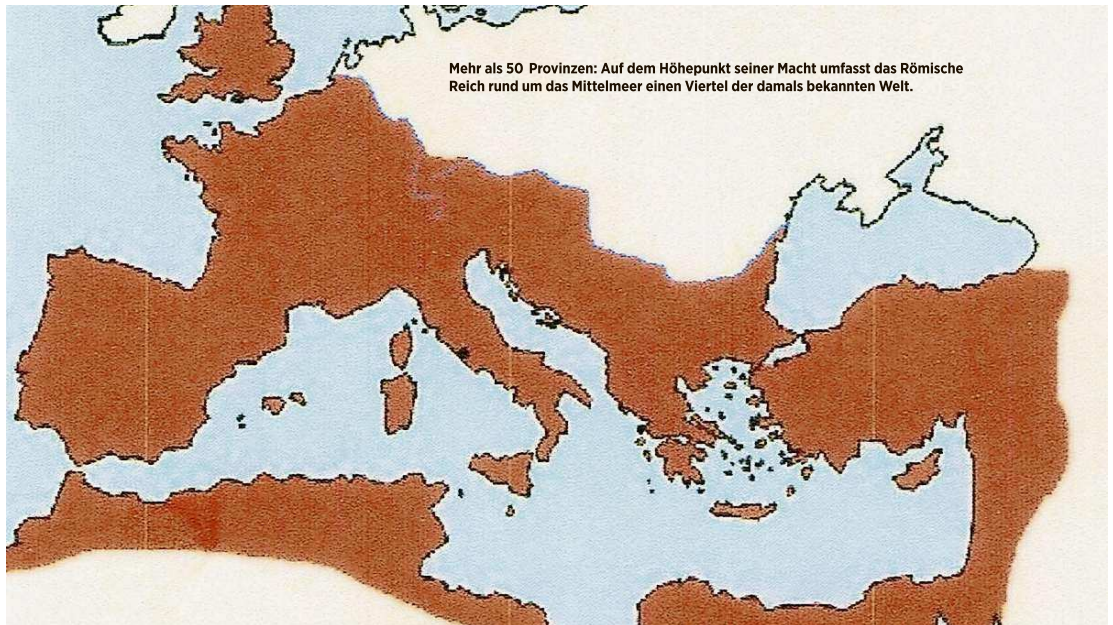 Mehr als 50 Provinzen: Auf dem Höhepunkt seiner Macht umfasst das Römische
Reich rund um das Mittelmeer einen Viertel der damals bekannten Welt.